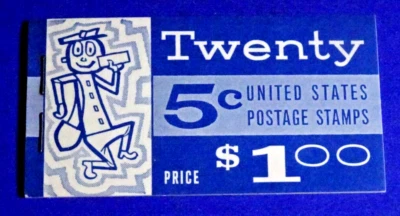 Twenty
5c UNITED STATES
POSTAGE STAMPS
PRICE $1.00